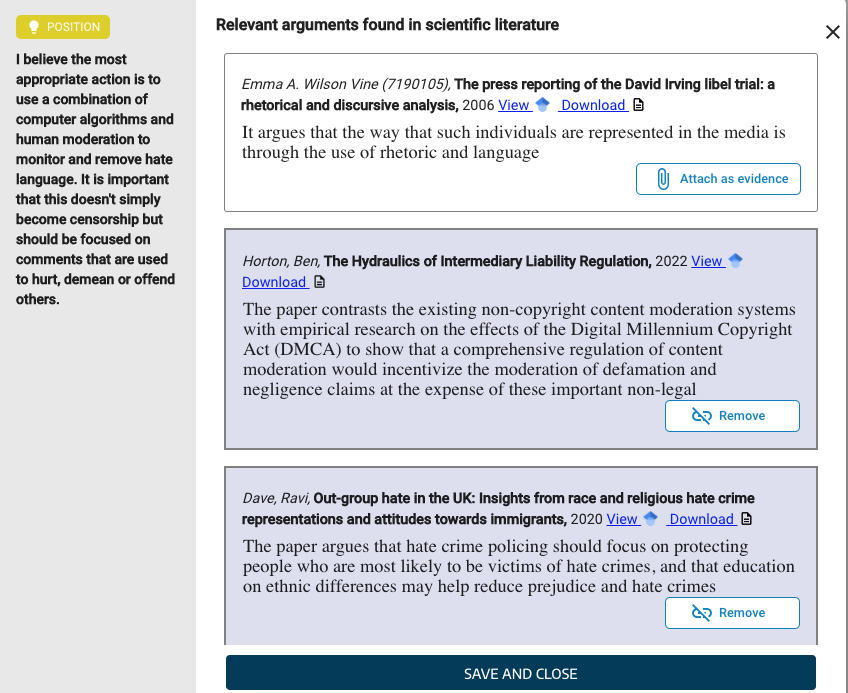 POSITION
I believe the most
appropriate action is to
use a combination of
computer algorithms and
human moderation to
monitor and remove hate
language. It is important
that this doesn't simply
become censorship but
should be focused on
comments that are used
to hurt, demean or offend
others.
Relevant arguments found in scientific literature
Emma A. Wilson Vine (7190105), The press reporting of the David Irving libel trial: a
rhetorical and discursive analysis, 2006 View Download
It argues that the way that such individuals are represented in the media is
through the use of rhetoric and language
Attach as evidence
Horton, Ben, The Hydraulics of Intermediary Liability Regulation, 2022 View
Download
The paper contrasts the existing non-copyright content moderation systems
with empirical research on the effects of the Digital Millennium Copyright
Act (DMCA) to show that a comprehensive regulation of content
moderation would incentivize the moderation of defamation and
negligence claims at the expense of these important non-legal
Remove
Dave, Ravi, Out-group hate in the UK: Insights from race and religious hate crime
representations and attitudes towards immigrants, 2020 View Download
The paper argues that hate crime policing should focus on protecting
people who are most likely to be victims of hate crimes, and that education
on ethnic differences may help reduce prejudice and hate crimes
Remove
SAVE AND CLOSE